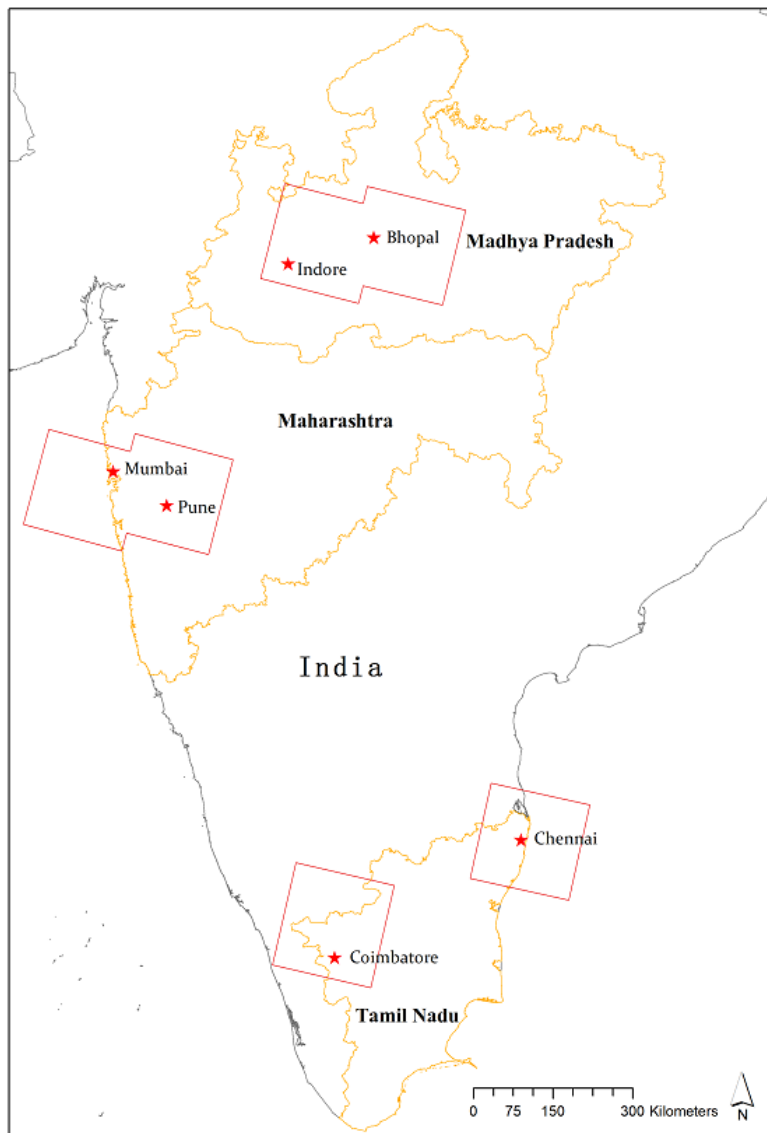 Bhopal
Madhya Pradesh
Indore
Maharashtra
Mumbai
Pune
India
Chennai
Coimbatore
Tamil Nadu
0 75 150 300 Kilometers
N